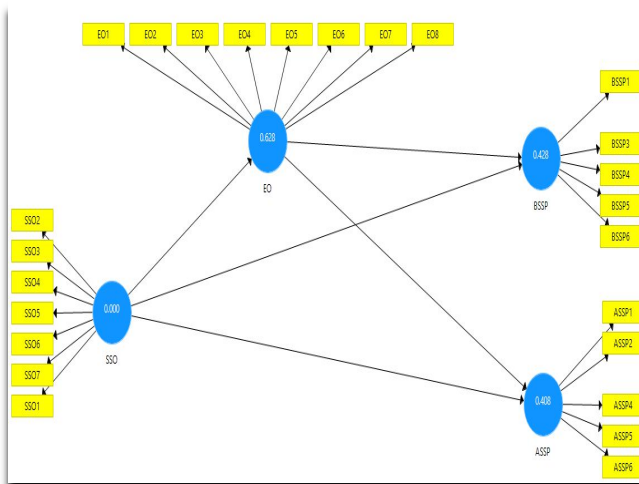 EO1 EO2 EO3 EO4 EO5 EO6 EO7 EO8
0.628
EO
BSSP1
BSSP3
BSSP4
BSSP5
BSSP6
0.428
BSSP
SSO2
SSO3
SSO4
SSO5
SSO6
SSO7
SSO1
0.000
SSO
ASSP1
ASSP2
ASSP4
ASSP5
ASSP6
0.408
ASSP